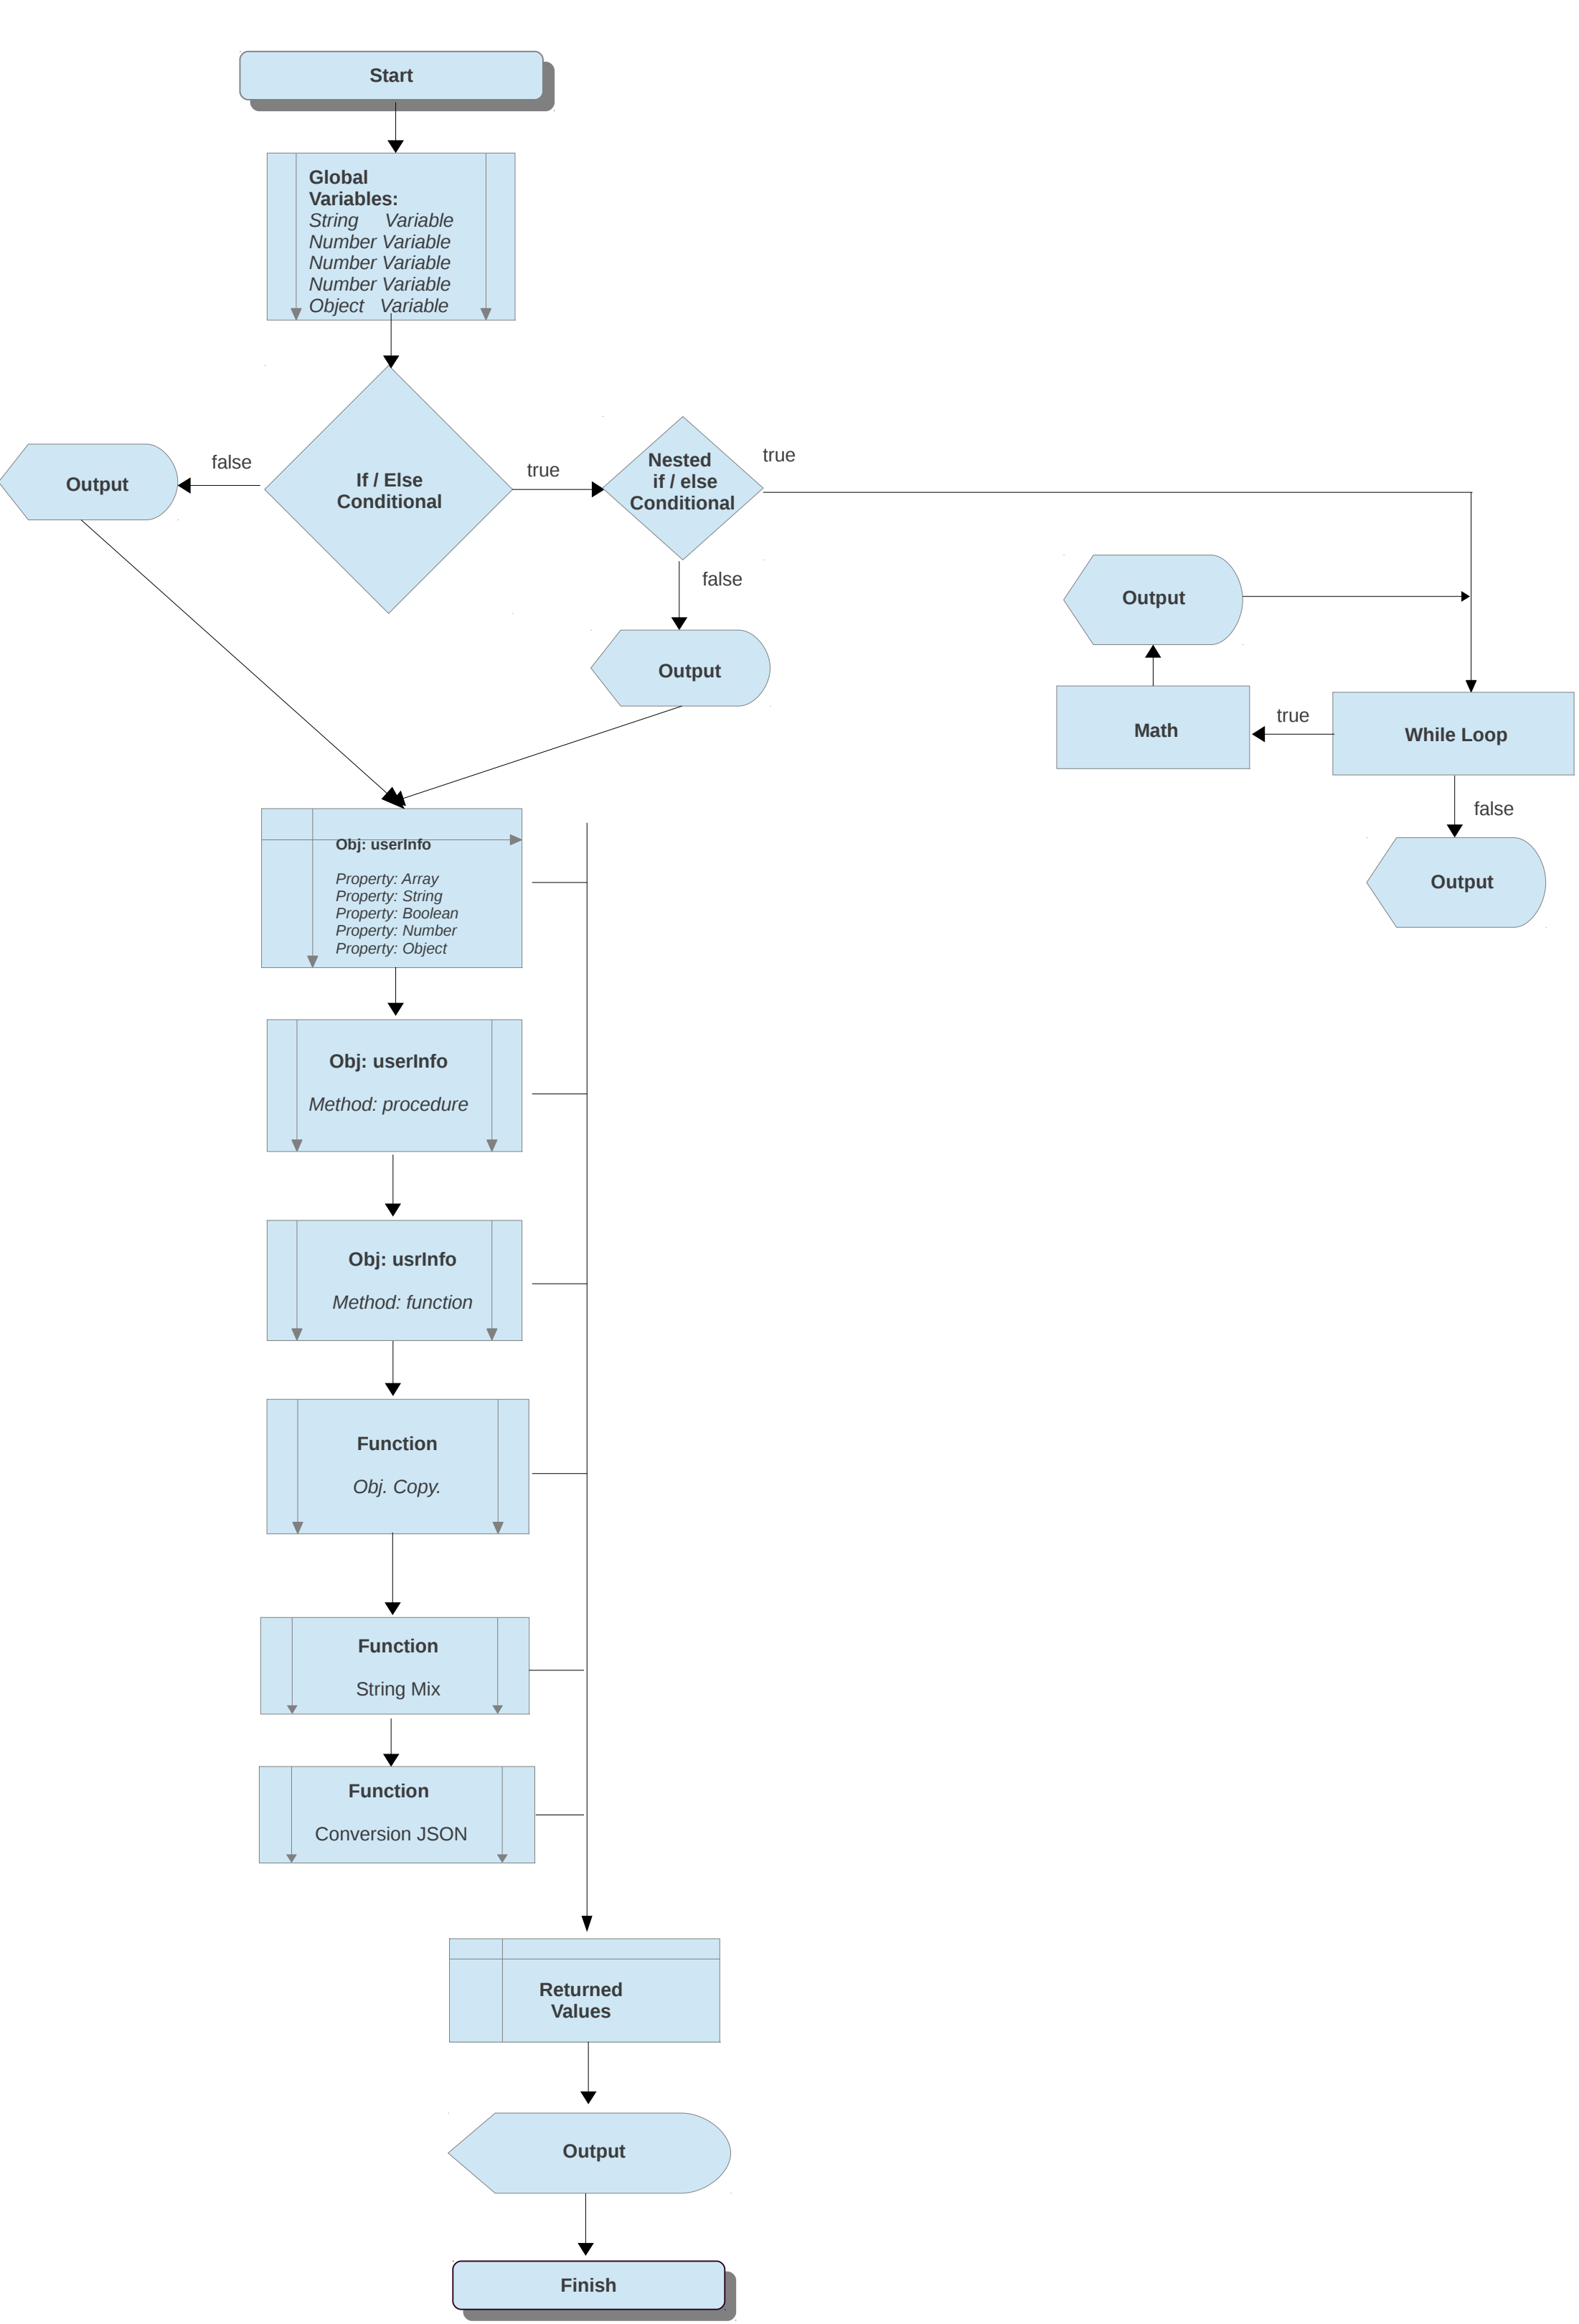 Start
Global
Variables:
String Variable
Number Variable
Number Variable
Number Variable
Object Variable
false
Output
If / Else
Conditional
true
Nested
if / else
Conditional
true
false
Output
Output
Math
true
While Loop
false
Output
Obj: userInfo
Property: Array
Property: String
Property: Boolean
Property: Number
Property: Object
Obj: userInfo
Method: procedure
Obj: usrInfo
Method: function
Function
Obj. Copy.
Function
String Mix
Function
Conversion JSON
Returned
Values
Output
Finish